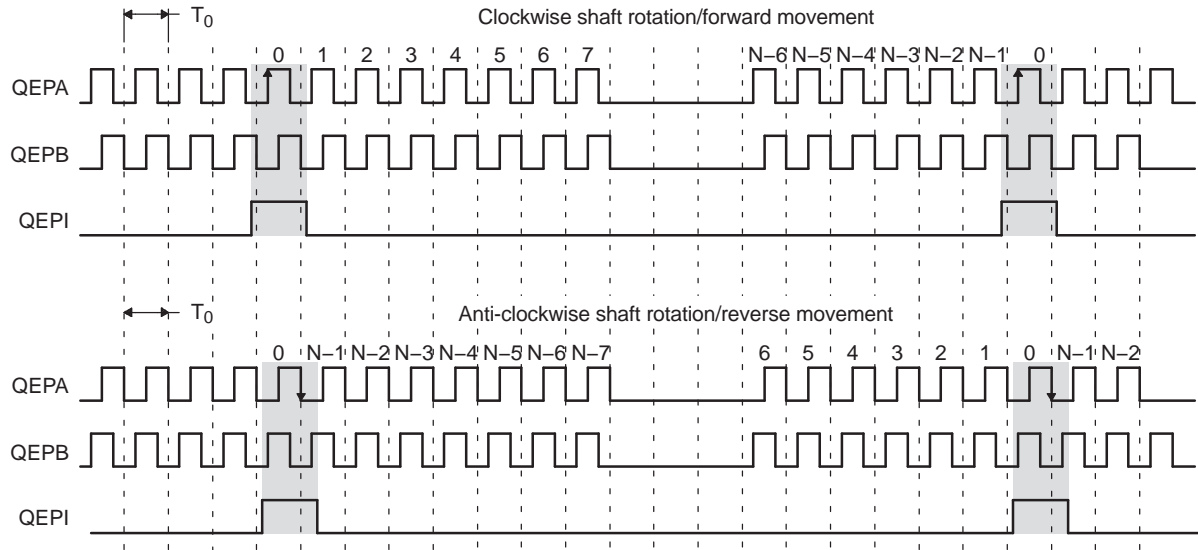 T0
Clockwise shaft rotation/forward movement
0 1 2 3 4 5 6 7 N–6 N–5 N–4 N–3 N–2 N–1 0
QEPA
QEPB
QEPI
T0
Anti-clockwise shaft rotation/reverse movement
0 N–1 N–2 N–3 N–4 N–5 N–6 N–7 6 5 4 3 2 1 0 N–1 N–2
QEPA
QEPB
QEPI